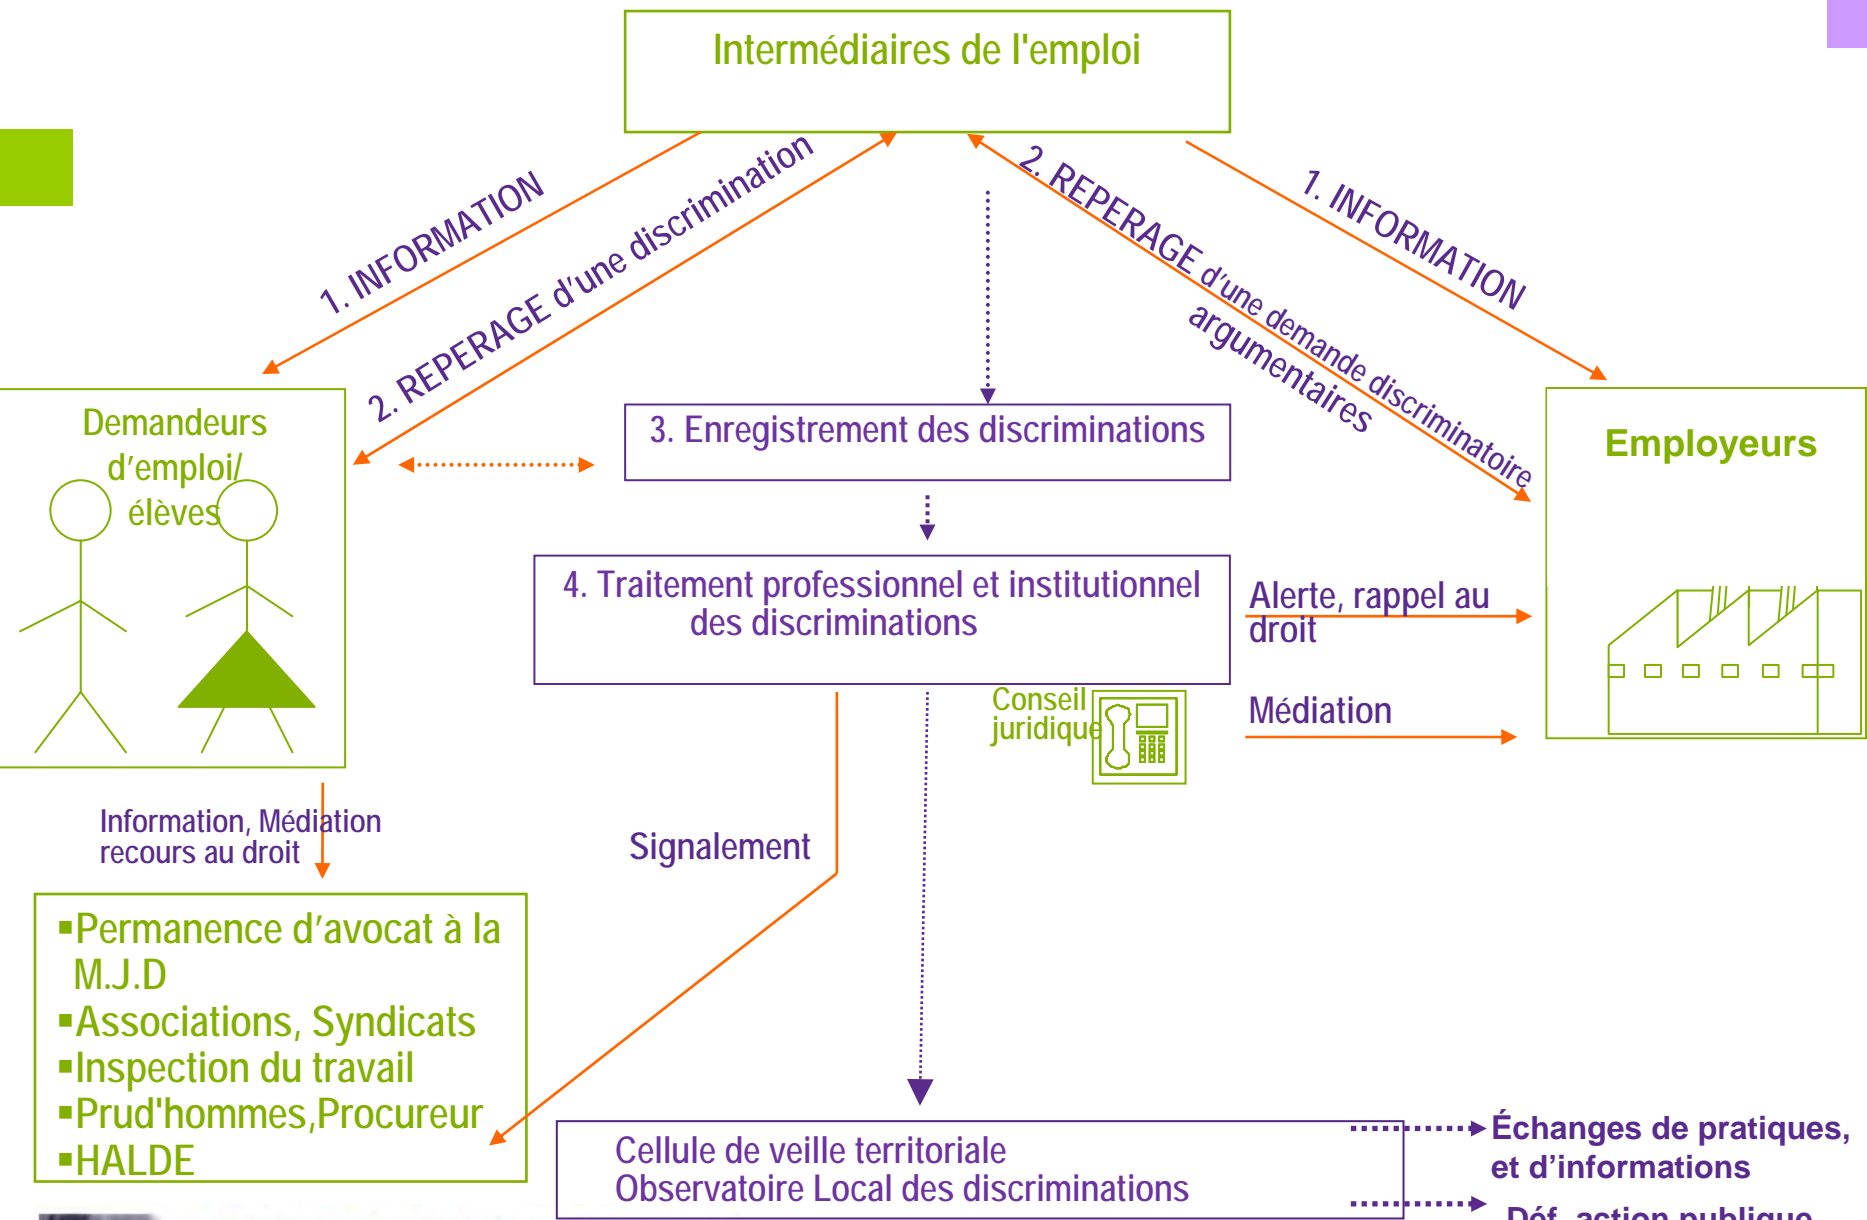 Intermédiaires de l'emploi
1. INFORMATION
2. REPERAGE d'une discrimination
2. REPERAGE d'une demande discriminatoire
argumentaires
1. INFORMATION
Demandeurs
d'emploi/
élèves
3. Enregistrement des discriminations
Employeurs
4. Traitement professionnel et institutionnel
des discriminations
Alerte, rappel au
droit
Conseil
juridique
Médiation
Information, Médiation
recours au droit
Signalement
▪Permanence d'avocat à la
M.J.D
▪Associations, Syndicats
▪Inspection du travail
▪Prud'hommes,Procureur
▪HALDE
Cellule de veille territoriale
Observatoire Local des discriminations
Échanges de pratiques,
et d'informations
Déf. action publique